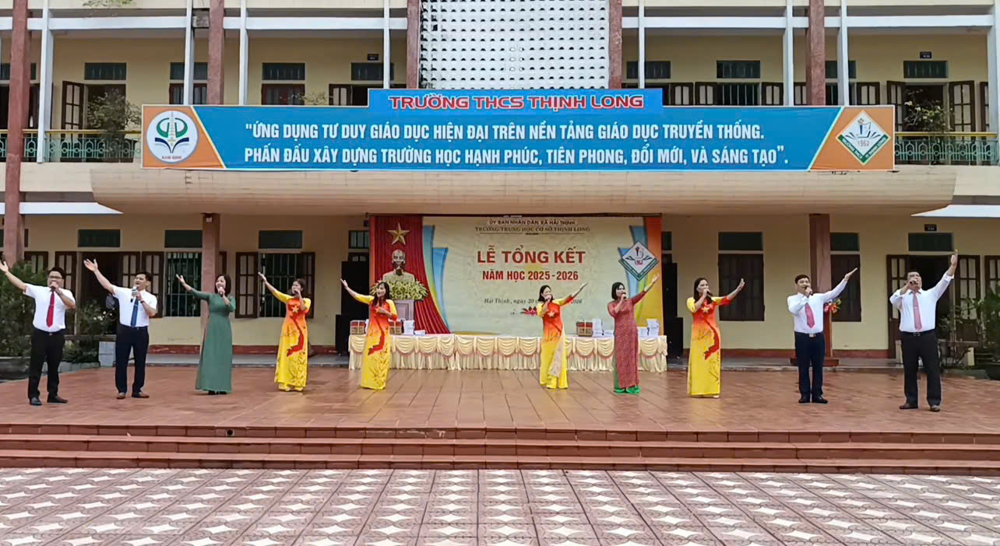 TRƯỜNG THCS THỊNH LONG
"ỨNG DỤNG TƯ DUY GIÁO DỤC HIỆN ĐẠI TRÊN NỀN TẢNG GIÁO DỤC TRUYỀN THỐNG.
PHẤN ĐẤU XÂY DỰNG TRƯỜNG HỌC HẠNH PHÚC, TIÊN PHONG, ĐỔI MỚI, VÀ SÁNG TẠO".
NAM ĐỊNH
1962
ỦY BAN NHÂN DÂN XÃ HẢI THỊNH
TRƯỜNG TRUNG HỌC CƠ SỞ THỊNH LONG
LỄ TỔNG KẾT
NĂM HỌC 2025 - 2026
1962
Hải Thịnh, ngày 20